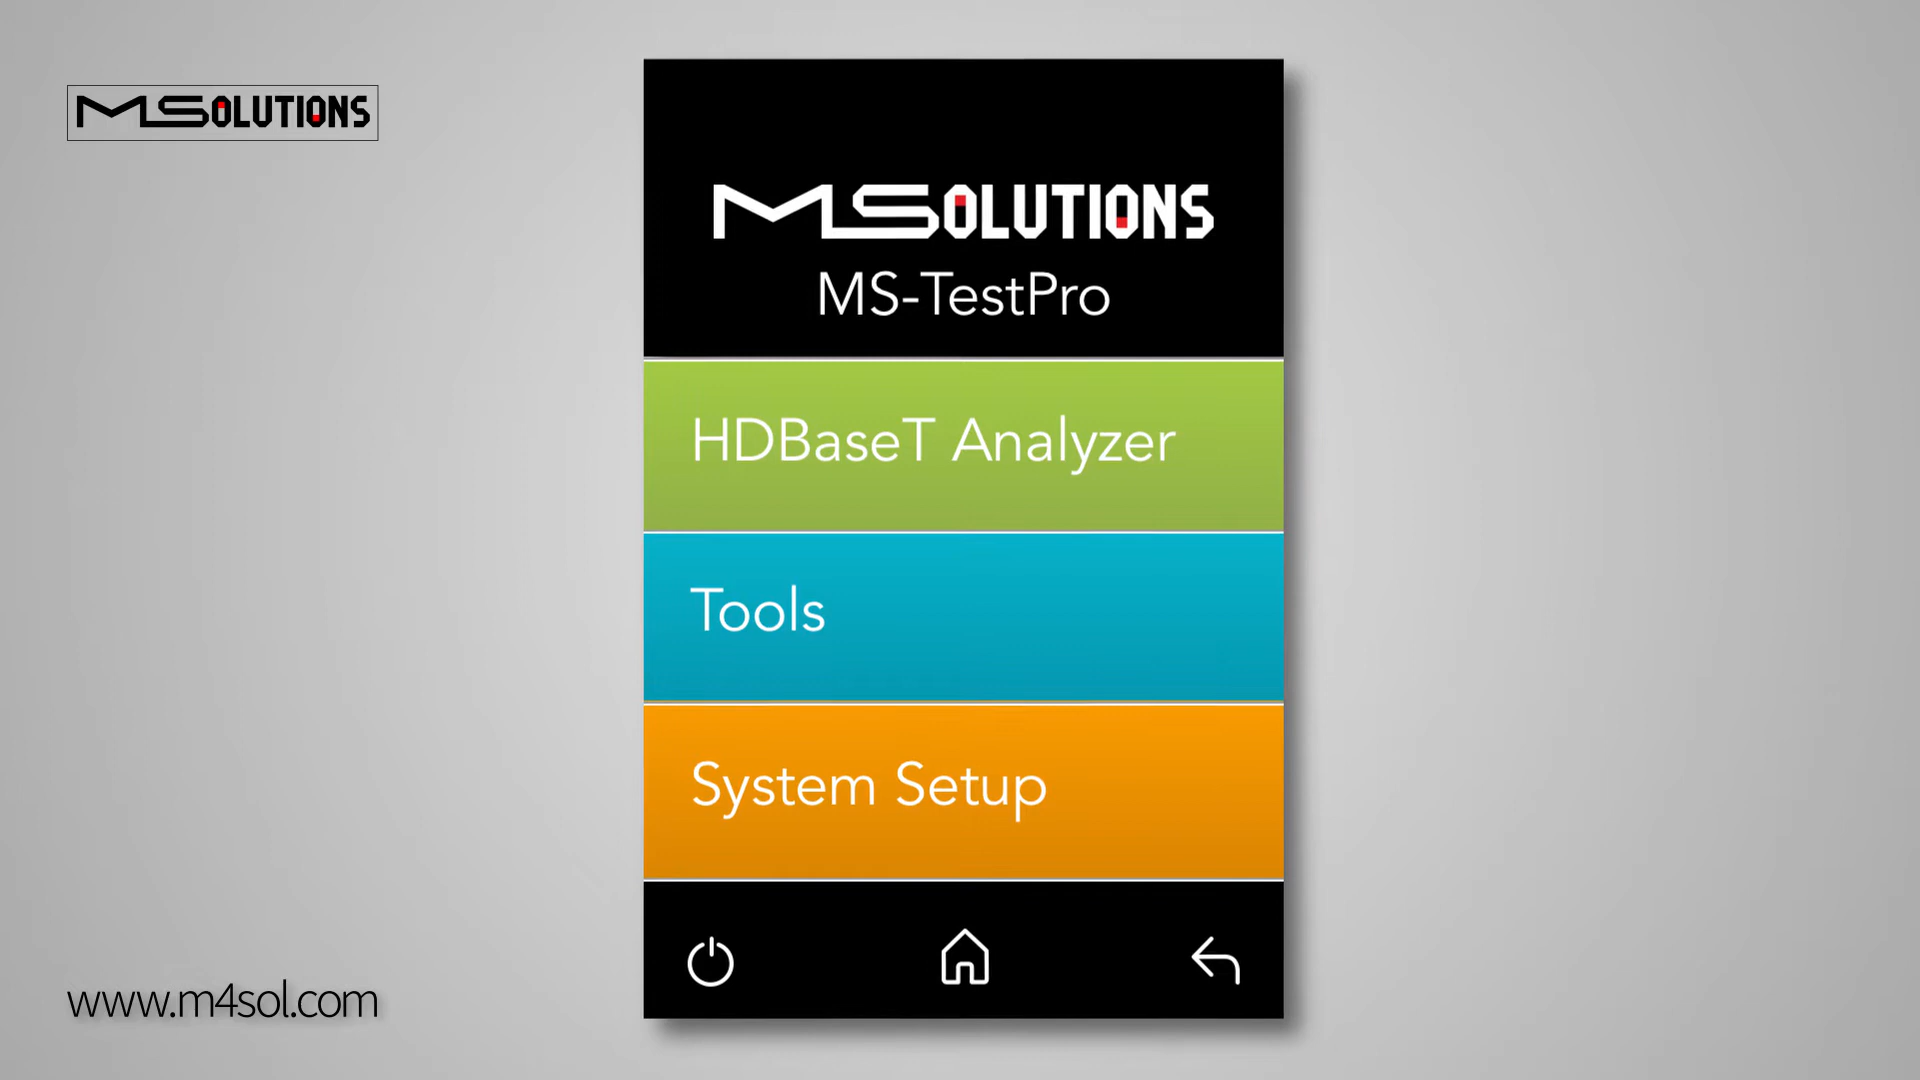 MSOLUTIONS
MSOLUTIONS
MS-TestPro
HDBaseT Analyzer
Tools
System Setup
www.m4sol.com